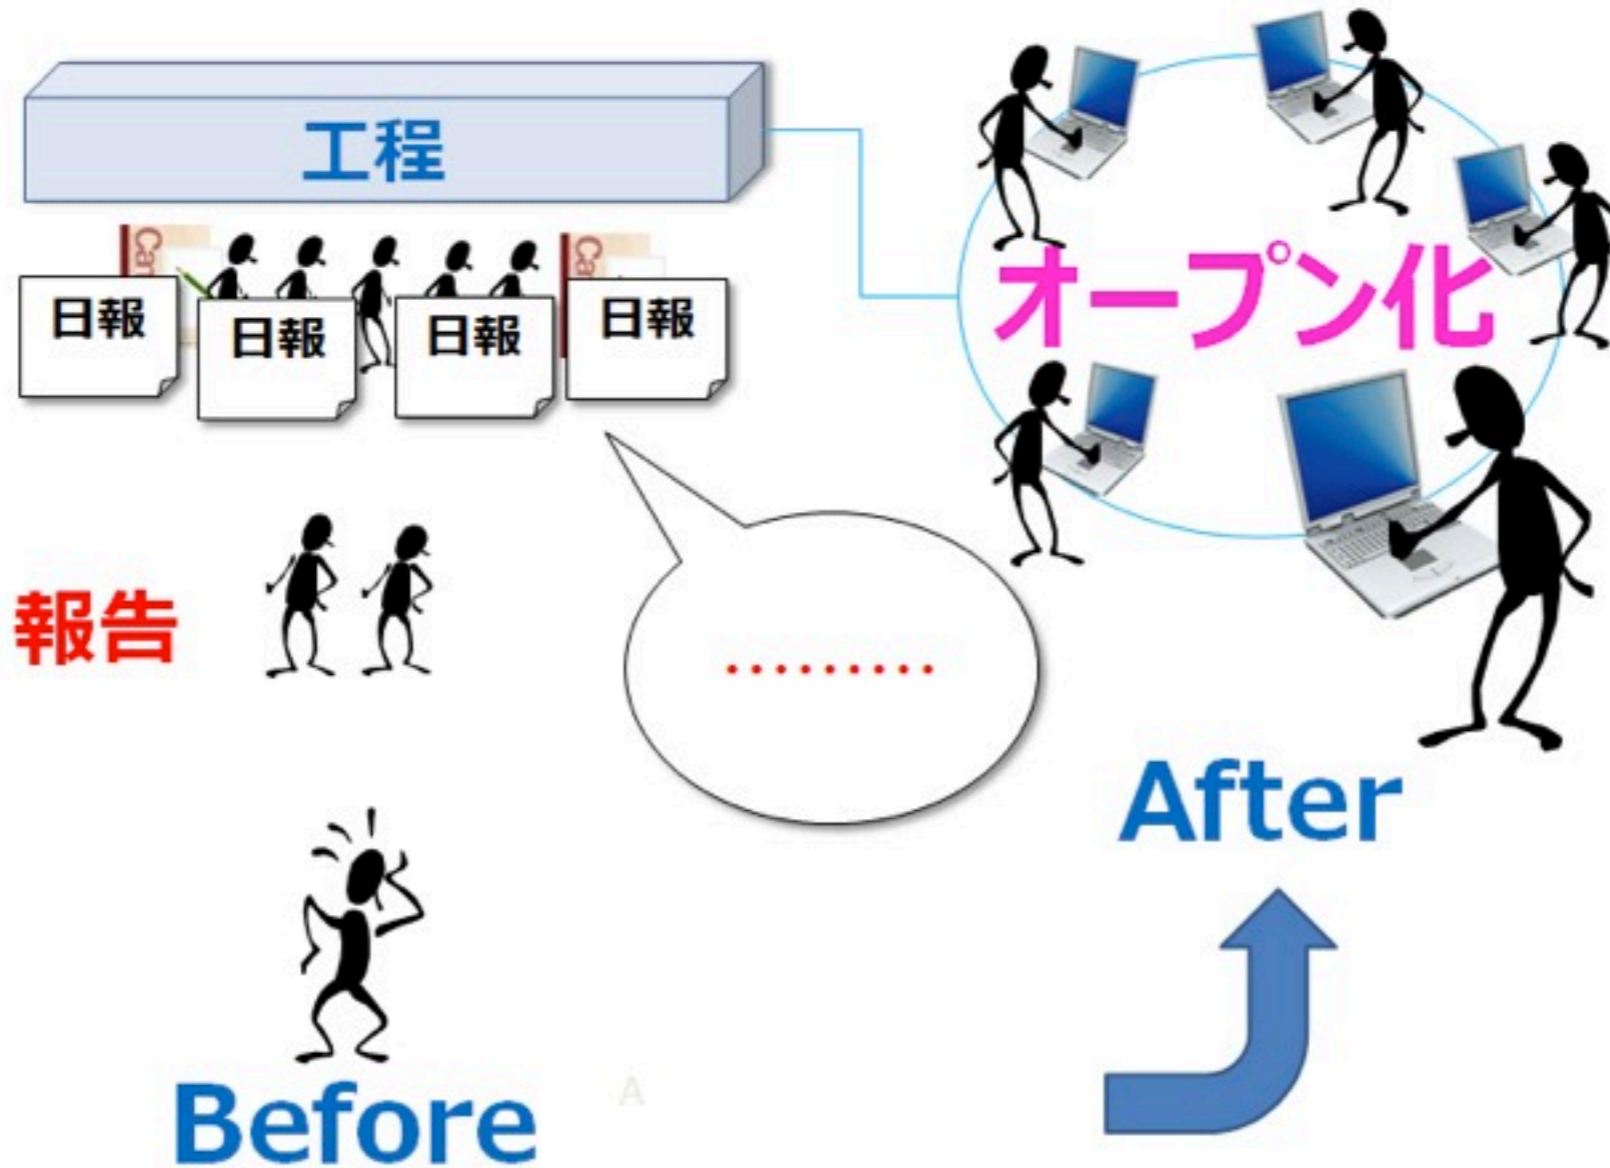 工程
日報
日報
日報
日報
オープン化
報告
.........
After
Before
A